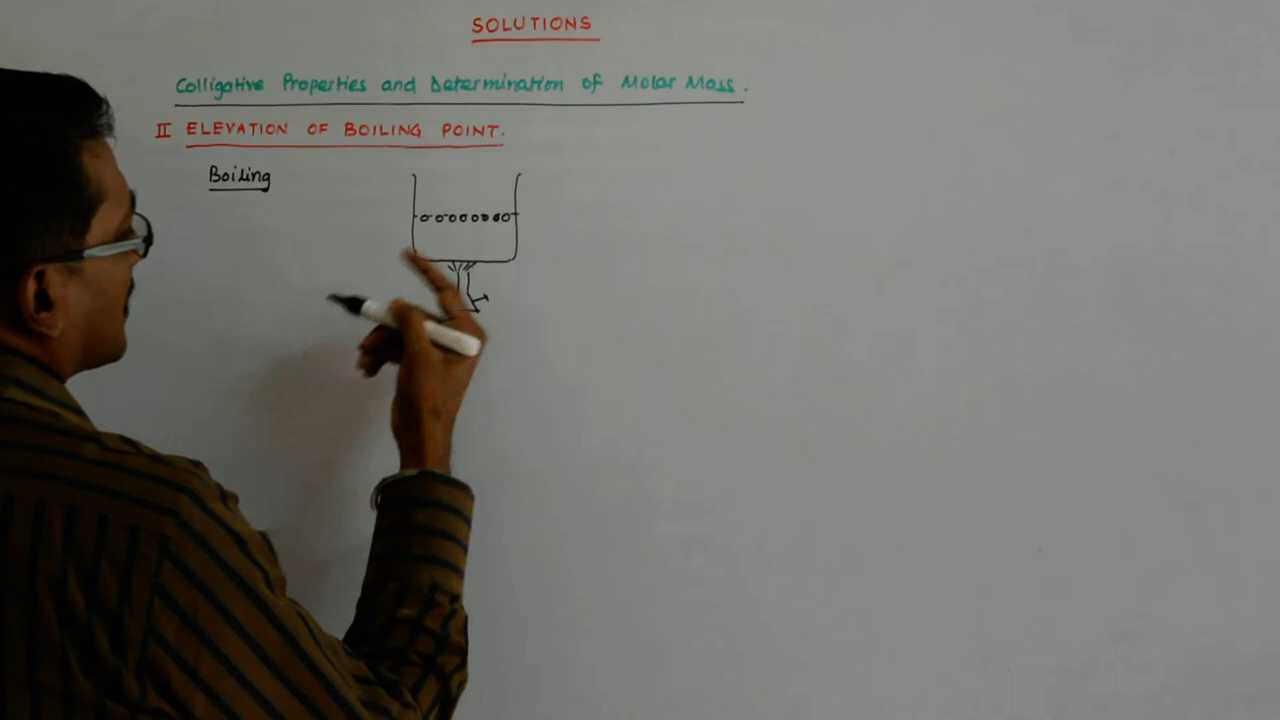 SOLUTIONS
Colligative Properties and Determination of Molar Mass.
II ELEVATION OF BOILING POINT.
Boiling